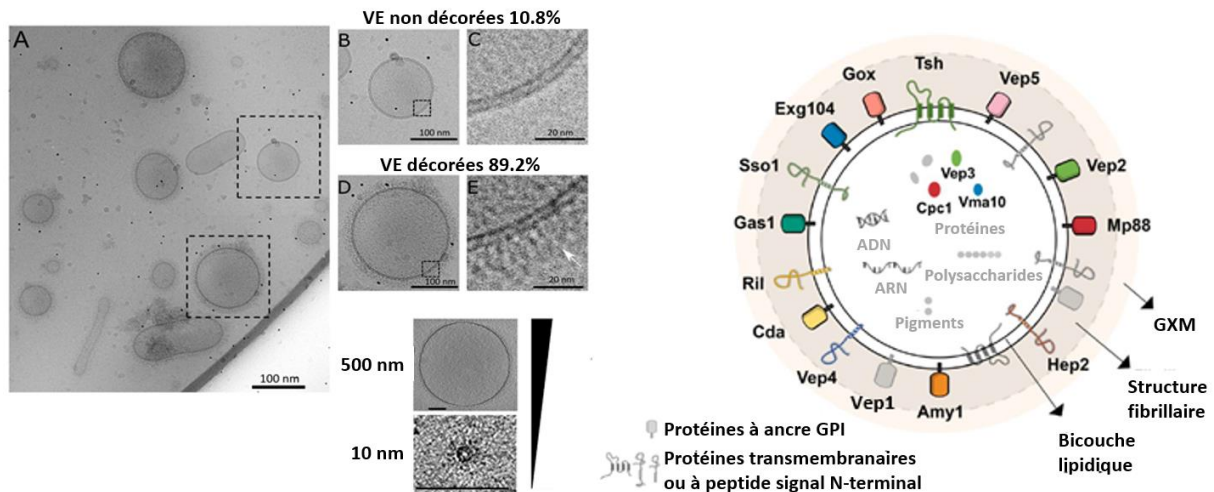 VE non décorées 10.8%
A
B
C
100 nm
20 nm
VE décorées 89.2%
D
E
100 nm
20 nm
100 nm
500 nm
10 nm
Tsh
Gox
Vep5
Exg104
Sso1
Vep2
Vep3
Cpc1
Vma10
Gas1
Mp88
ADN
Protéines
Polysaccharides
ARN
Ril
Pigments
GXM
Cda
Hep2
Vep4
Structure
fibrillaire
Vep1
Amy1
Bicouche
lipidique
Protéines à ancre GPI
Protéines transmembranaires
ou à peptide signal N-terminal